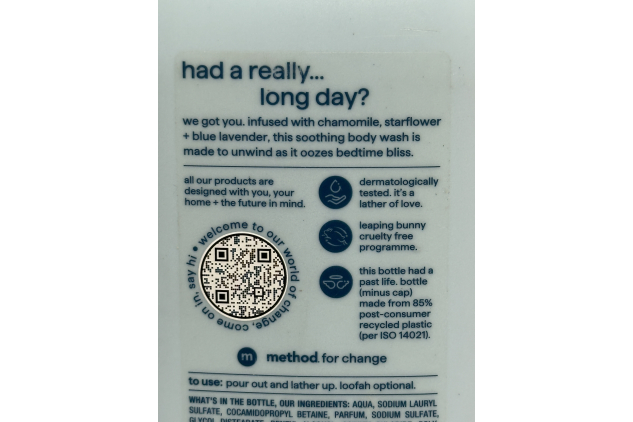 had a really...
long day?
we got you. infused with chamomile, starflower
+ blue lavender, this soothing body wash is
made to unwind as it oozes bedtime bliss.
all our products are
designed with you, your
home + the future in mind.
dermatologically
tested. it's a
lather of love.
leaping bunny
cruelty free
programme.
this bottle had a
past life. bottle
(minus cap)
made from 85%
post-consumer
recycled plastic
(per ISO 14021).
say hi • welcome to our world of change, come on in.
m method. for change
to use: pour out and lather up. loofah optional.
WHAT'S IN THE BOTTLE, OUR INGREDIENTS: AQUA, SODIUM LAURYL
SULFATE, COCAMIDOPROPYL BETAINE, PARFUM, SODIUM SULFATE,